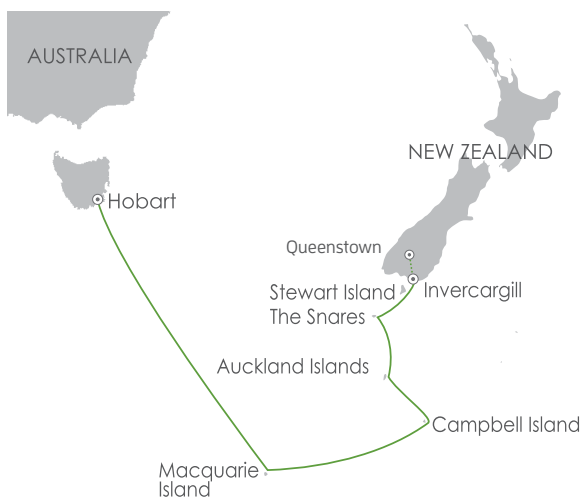 AUSTRALIA
NEW ZEALAND
Hobart
Queenstown
Stewart Island
Invercargill
The Snares
Auckland Islands
Campbell Island
Macquarie
Island